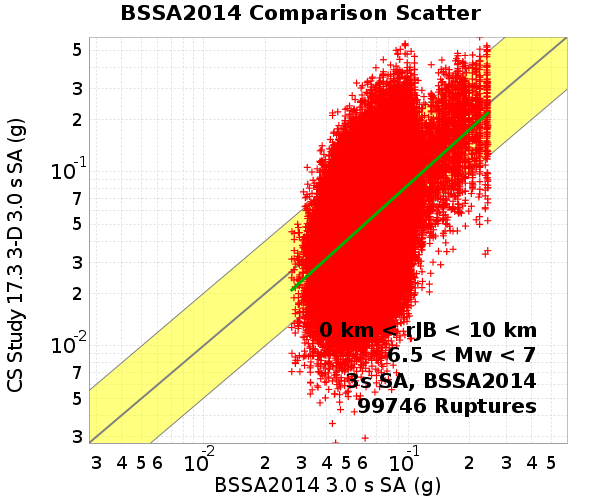 BSSA2014 Comparison Scatter
CS Study 17.3 3-D 3.0 s SA (g)
5
3
2
10-1
7
5
3
2
10-2
7
5
3
0 km < rJB < 10 km
6.5 < Mw < 7
3s SA, BSSA2014
99746 Ruptures
3 4 5 6 10-2 2 3 4 5 6 10-1 2 3 4 5
BSSA2014 3.0 s SA (g)